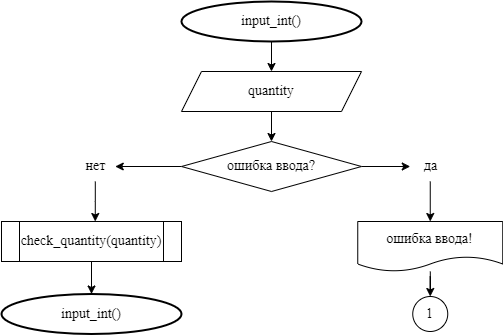 input_int()
quantity
ошибка ввода?
нет
да
check_quantity(quantity)
ошибка ввода!
input_int()
1